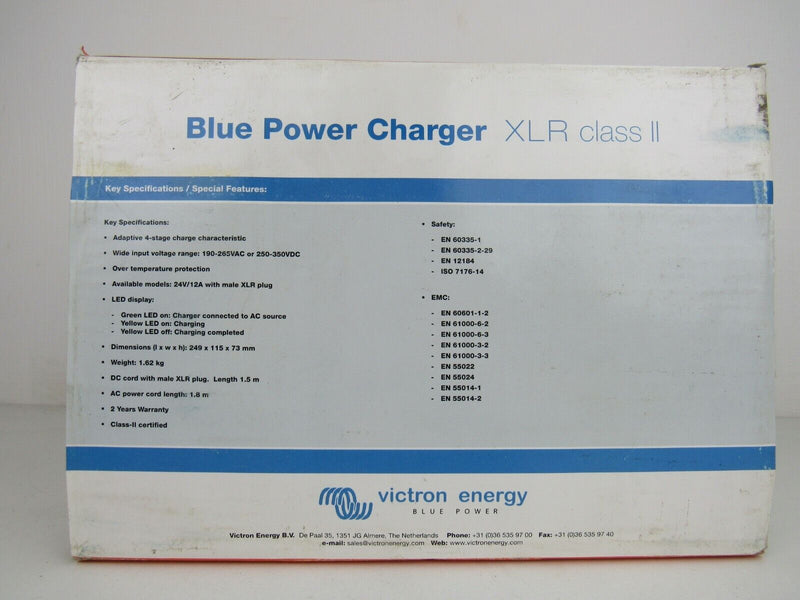 Blue Power Charger XLR class II
Key Specifications / Special Features:
Key Specifications:
• Adaptive 4-stage charge characteristic
• Wide input voltage range: 190-265VAC or 250-350VDC
• Over temperature protection
• Available models: 24V/12A with male XLR plug
• LED display:
- Green LED on: Charger connected to AC source
- Yellow LED on: Charging
- Yellow LED off: Charging completed
• Dimensions (l x w x h): 249 x 115 x 73 mm
• Weight: 1.62 kg
• DC cord with male XLR plug. Length 1.5 m
• AC power cord length: 1.8 m
• 2 Years Warranty
• Class-II certified
• Safety:
- EN 60335-1
- EN 60335-2-29
- EN 12184
- ISO 7176-14
• EMC:
- EN 60601-1-2
- EN 61000-6-2
- EN 61000-6-3
- EN 61000-3-2
- EN 61000-3-3
- EN 55022
- EN 55024
- EN 55014-1
- EN 55014-2
victron energy
BLUE POWER
Victron Energy B.V. De Paal 35, 1351 JG Almere, The Netherlands Phone: +31 (0)36 535 97 00 Fax: +31 (0)36 535 97 40
e-mail: sales@victronenergy.com Web: www.victronenergy.com